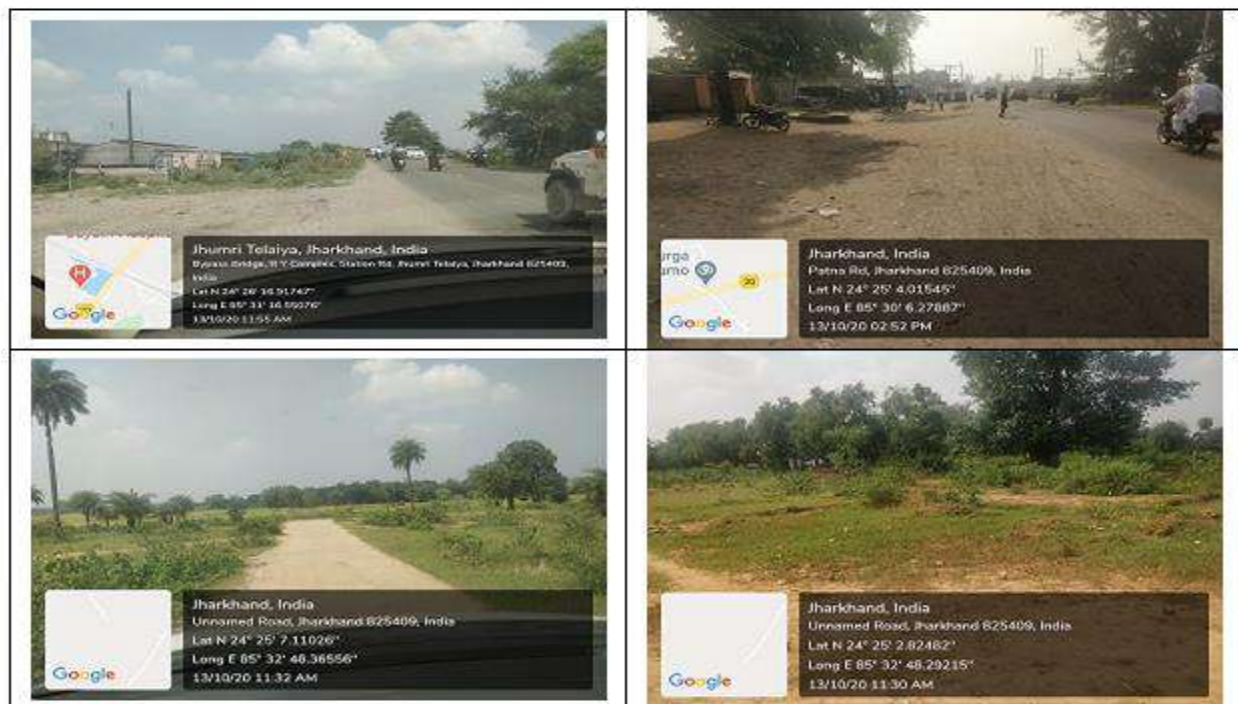 Jhumri Telaiya, Jharkhand, India
Bypass Bridge, R Y Complex, Station Rd, Jhumri Telaiya, Jharkhand 825409,
India
Lat N 24° 26' 16.51747"
Long E 85° 31' 16.55076"
13/10/20 11:55 AM
H
Google
Jharkhand, India
Patna Rd, Jharkhand 825409, India
Lat N 24° 25' 4.01545"
Long E 85° 30' 6.27887"
13/10/20 02:52 PM
urga
umo
20
Google
Jharkhand, India
Unnamed Road, Jharkhand 825409, India
Lat N 24° 25' 7.11026"
Long E 85° 32' 48.36556"
13/10/20 11:32 AM
Google
Jharkhand, India
Unnamed Road, Jharkhand 825409, India
Lat N 24° 25' 2.82482"
Long E 85° 32' 48.29215"
13/10/20 11:30 AM
Google